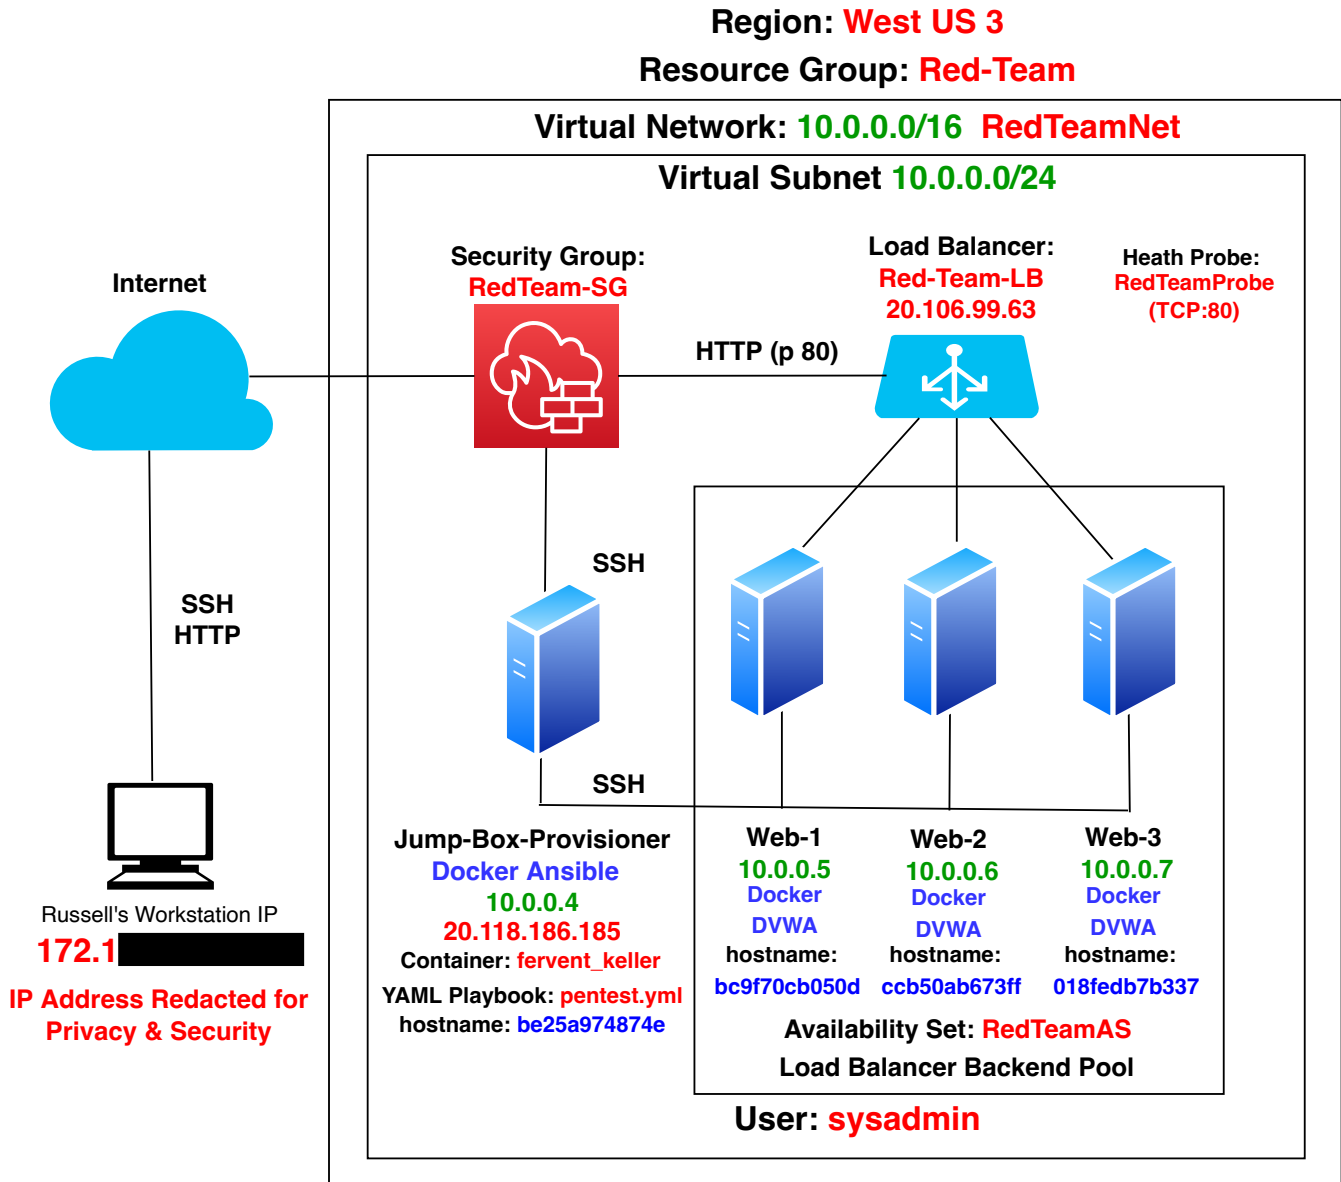 Region: West US 3
Resource Group: Red-Team
Virtual Network: 10.0.0.0/16 RedTeamNet
Virtual Subnet 10.0.0.0/24
Internet
Security Group:
RedTeam-SG
Load Balancer:
Red-Team-LB
20.106.99.63
Heath Probe:
RedTeamProbe
(TCP:80)
HTTP (p 80)
SSH
HTTP
SSH
SSH
Russell's Workstation IP
172.1
IP Address Redacted for
Privacy & Security
Jump-Box-Provisioner
Docker Ansible
10.0.0.4
20.118.186.185
Container: fervent_keller
YAML Playbook: pentest.yml
hostname: be25a974874e
Web-1
10.0.0.5
Docker
DVWA
hostname:
bc9f70cb050d
Web-2
10.0.0.6
Docker
DVWA
hostname:
ccb50ab673ff
Web-3
10.0.0.7
Docker
DVWA
hostname:
018fedb7b337
Availability Set: RedTeamAS
Load Balancer Backend Pool
User: sysadmin